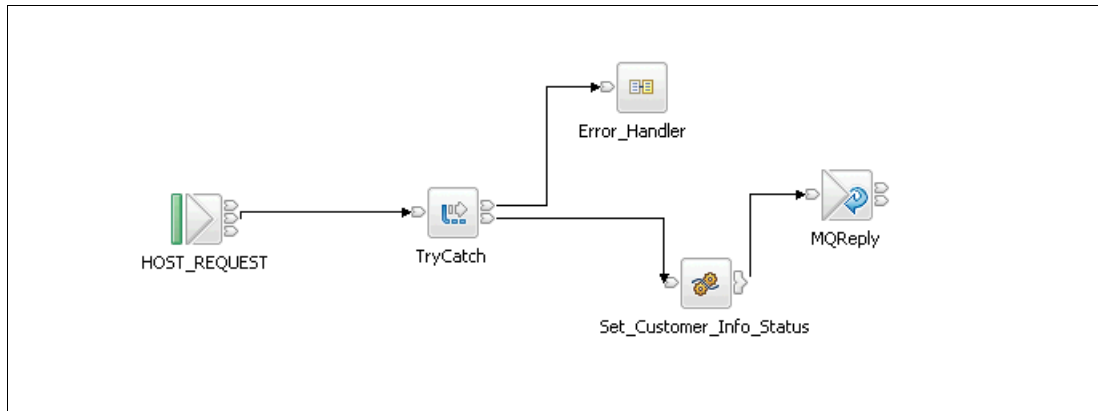 Error_Handler
HOST_REQUEST
TryCatch
MQReply
Set_Customer_Info_Status